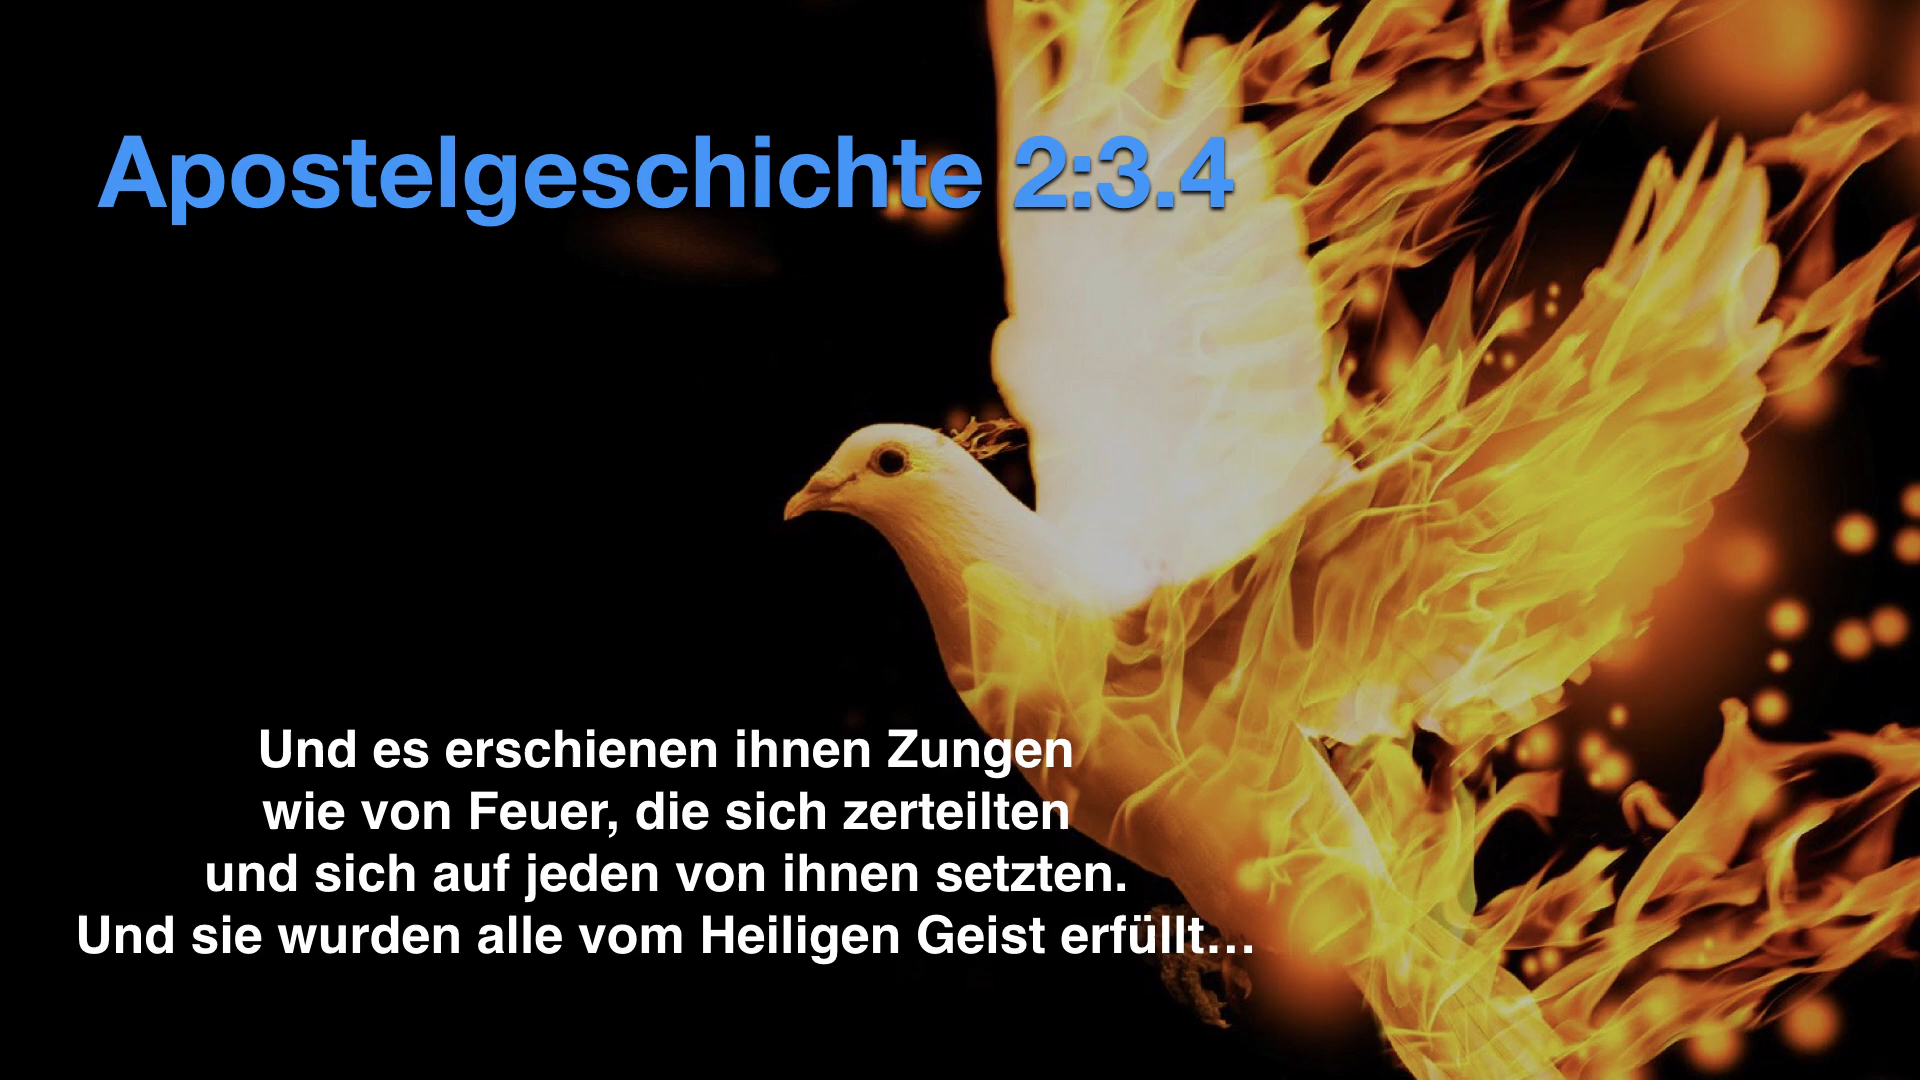 Apostelgeschichte 2:3.4
Und es erschienen ihnen Zungen
wie von Feuer, die sich zerteilten
und sich auf jeden von ihnen setzten.
Und sie wurden alle vom Heiligen Geist erfüllt…